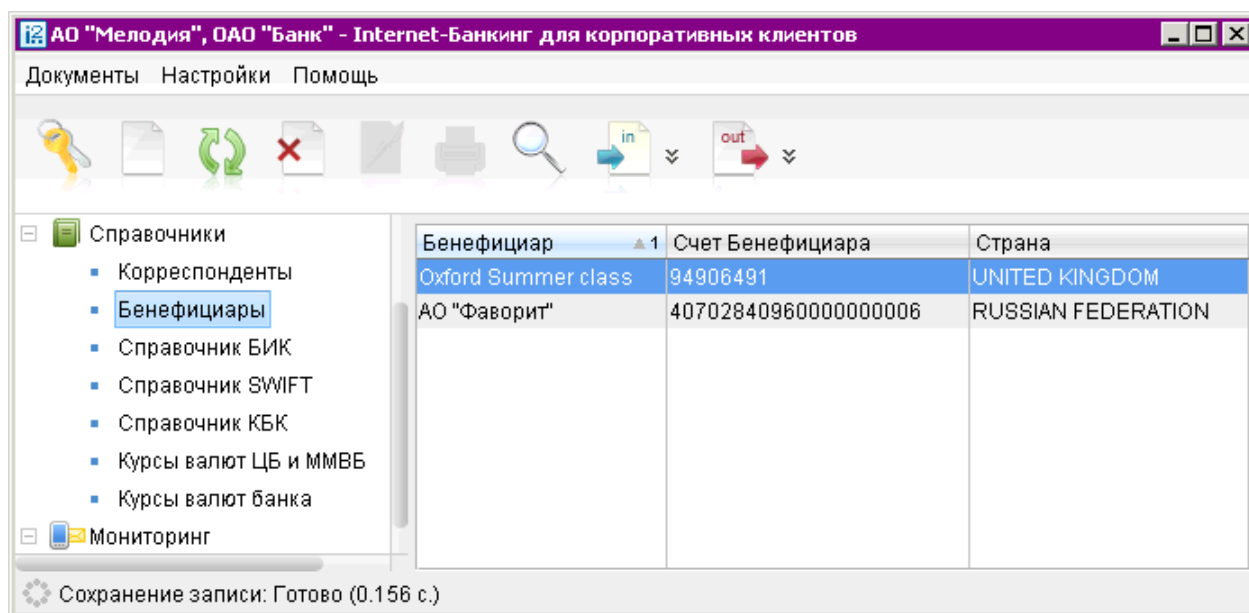 АО "Мелодия", ОАО "Банк" - Internet-Банкинг для корпоративных клиентов
Документы Настройки Помощь
in out
Справочники
Корреспонденты
Бенефициары
Справочник БИК
Справочник SWIFT
Справочник КБК
Курсы валют ЦБ и ММВБ
Курсы валют банка
Мониторинг
Бенефициар 1 Счет Бенефициара Страна
Oxford Summer class 94906491 UNITED KINGDOM
АО "Фаворит" 40702840960000000006 RUSSIAN FEDERATION
Сохранение записи: Готово (0.156 с.)